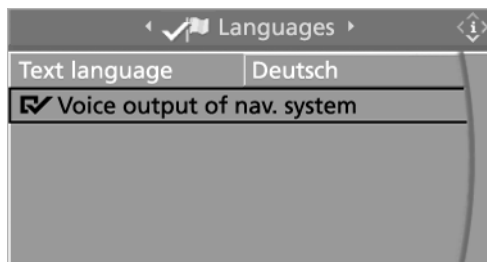 Languages
Text language Deutsch
Voice output of nav. system